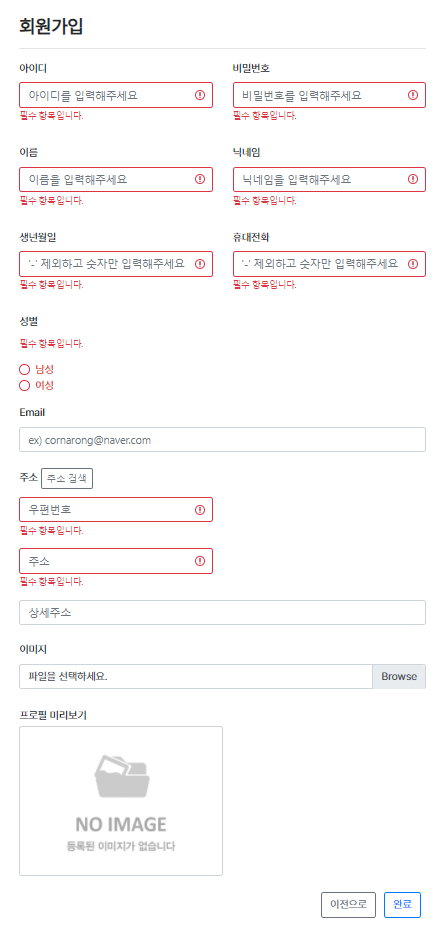 회원가입
아이디 비밀번호
아이디를 입력해주세요 비밀번호를 입력해주세요
필수 항목입니다. 필수 항목입니다.
이름 닉네임
이름을 입력해주세요 닉네임을 입력해주세요
필수 항목입니다. 필수 항목입니다.
생년월일 휴대전화
'-' 제외하고 숫자만 입력해주세요 '-' 제외하고 숫자만 입력해주세요
필수 항목입니다. 필수 항목입니다.
성별
필수 항목입니다.
남성
여성
Email
ex) cornarong@naver.com
주소 주소 검색
우편번호
필수 항목입니다.
주소
필수 항목입니다.
상세주소
이미지
파일을 선택하세요. Browse
프로필 미리보기
NO IMAGE
등록된 이미지가 없습니다
이전으로 완료